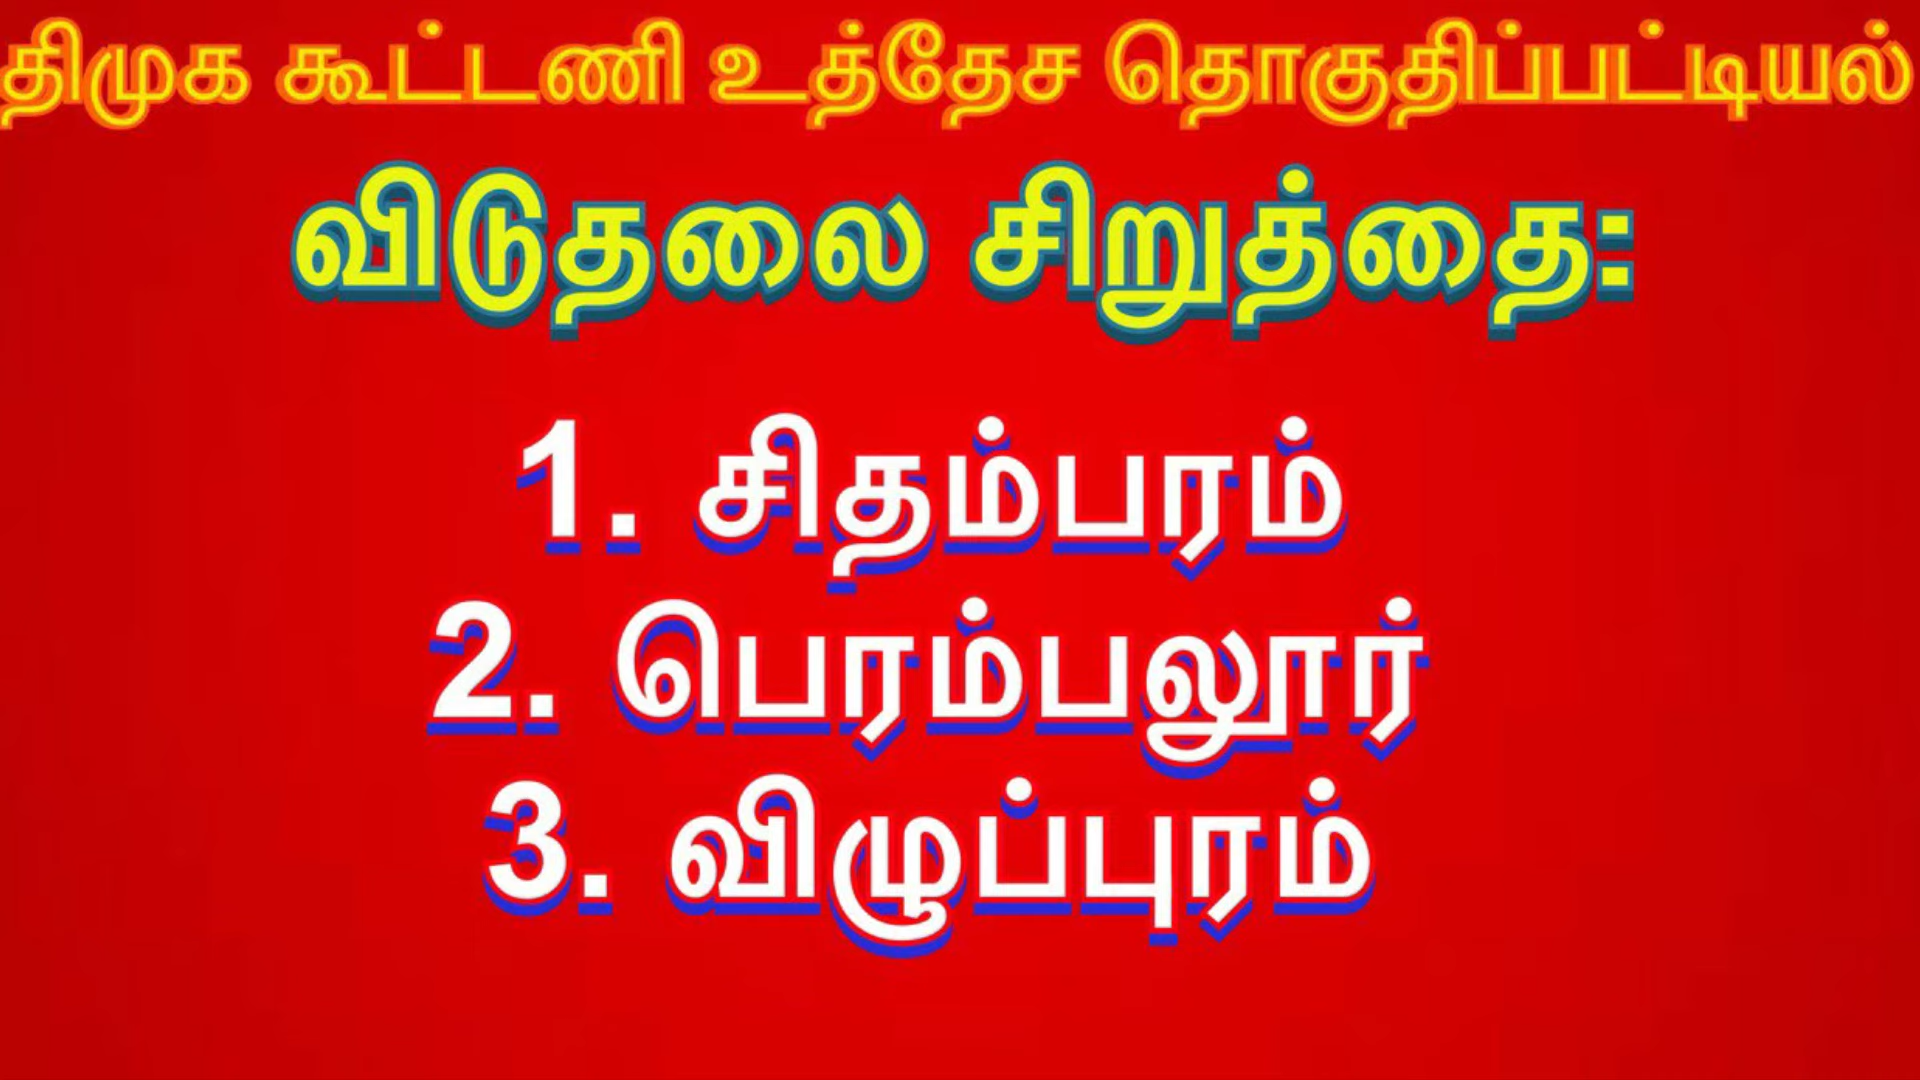 திமுக கூட்டணி உத்தேச தொகுதிப்பட்டியல்
விடுதலை சிறுத்தை:
1. சிதம்பரம்
2. பெரம்பலூர்
3. விழுப்புரம்